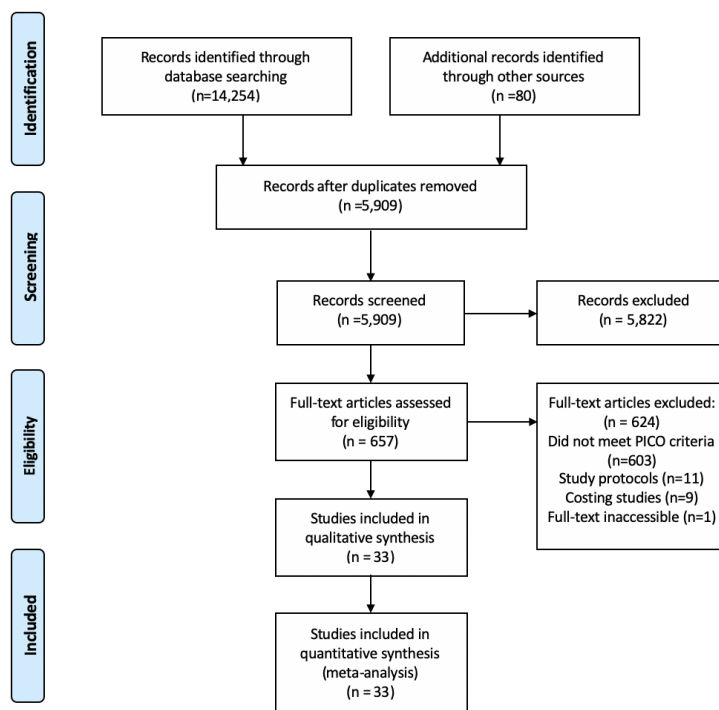 Identification
Records identified through
database searching
(n=14,254)
Additional records identified
through other sources
(n =80)
Records after duplicates removed
(n =5,909)
Screening
Records screened
(n =5,909)
Records excluded
(n = 5,822)
Eligibility
Full-text articles assessed
for eligibility
(n = 657)
Full-text articles excluded:
(n = 624)
Did not meet PICO criteria
(n=603)
Study protocols (n=11)
Costing studies (n=9)
Full-text inaccessible (n=1)
Studies included in
qualitative synthesis
(n = 33)
Included
Studies included in
quantitative synthesis
(meta-analysis)
(n = 33)